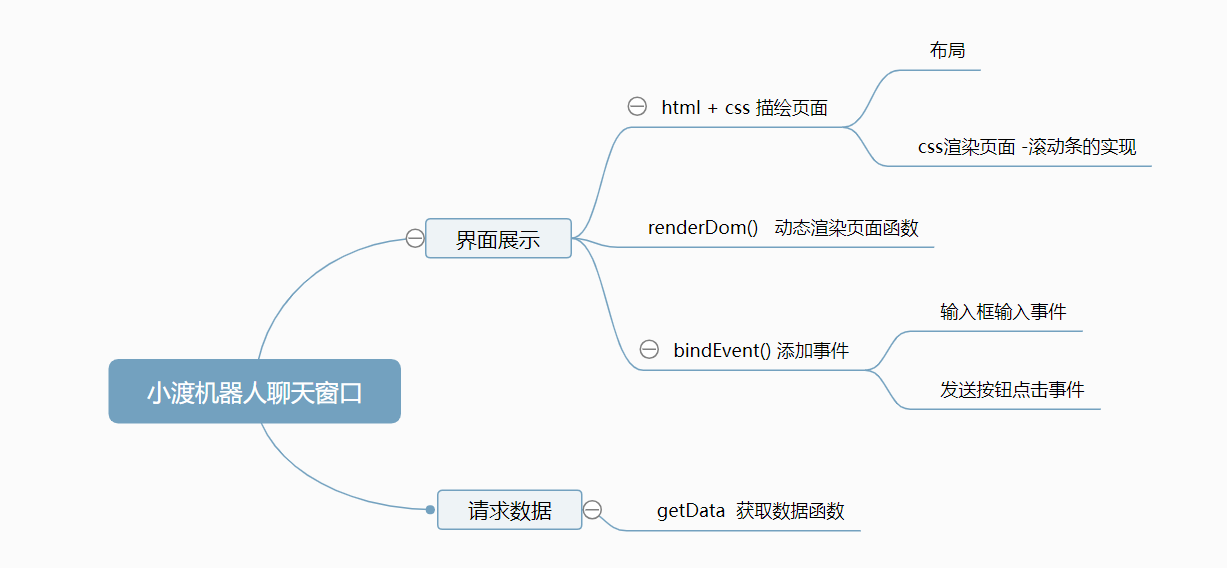 布局
html + css 描绘页面
css渲染页面 -滚动条的实现
renderDom() 动态渲染页面函数
界面展示
输入框输入事件
bindEvent() 添加事件
发送按钮点击事件
小渡机器人聊天窗口
请求数据
getData 获取数据函数